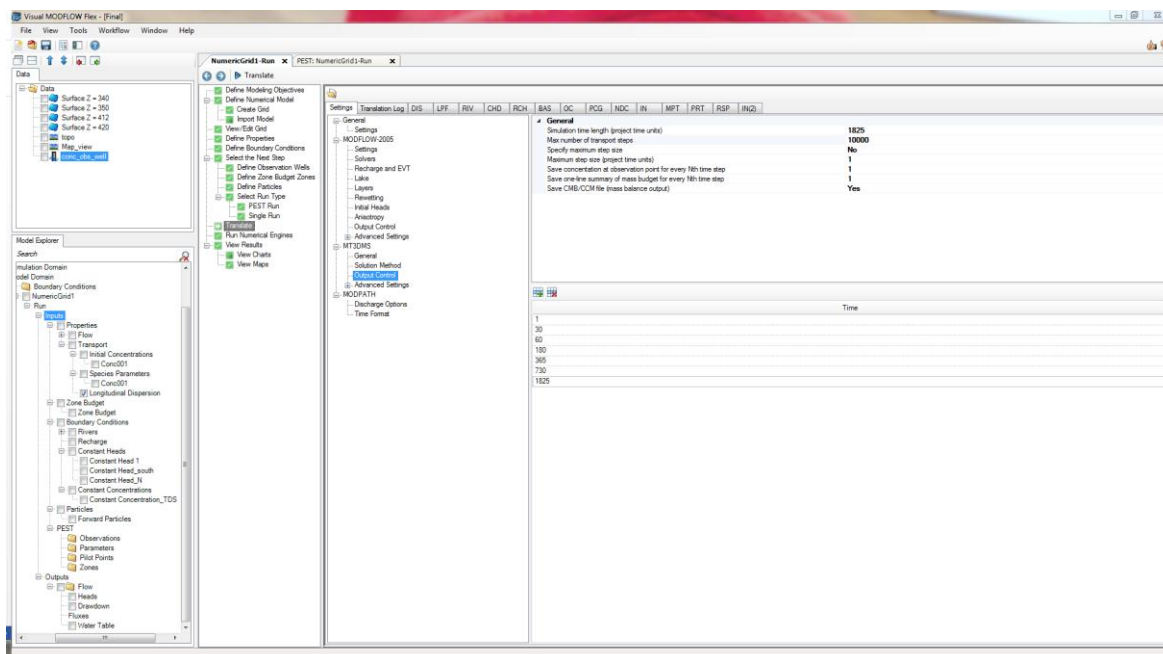 Visual MODFLOW Flex - [Final]
File View Tools Workflow Window Help
Data
Data
Surface Z - 340
Surface Z - 350
Surface Z - 412
Surface Z - 420
topo
Map_view
conc_obs_well
Model Explorer
Search
mulation Domain
odel Domain
Boundary Conditions
NumericGrid1
Run
Inputs
Properties
Flow
Transport
Initial Concentrations
Conc001
Species Parameters
Conc001
Longitudinal Dispersion
Zone Budget
Zone Budget
Boundary Conditions
Rivers
Recharge
Constant Heads
Constant Head 1
Constant Head_south
Constant Head_N
Constant Concentrations
Constant Concentration_TDS
Particles
Forward Particles
PEST
Observations
Parameters
Pilot Points
Zones
Outputs
Flow
Heads
Drawdown
Fluxes
Water Table
NumericGrid1-Run PEST: NumericGrid1-Run
Translate
Define Modeling Objectives
Define Numerical Model
Create Grid
Import Model
View/Edit Grid
Define Properties
Define Boundary Conditions
Select the Next Step
Define Observation Wells
Define Zone Budget Zones
Define Particles
Select Run Type
PEST Run
Single Run
Translate
Run Numerical Engines
View Results
View Charts
View Maps
Settings Translation Log DIS LPF RIV CHD RCH BAS OC PCG NDC IN MPT PRT RSP IN(2)
General
Settings
MODFLOW-2005
Settings
Solvers
Recharge and EVT
Lake
Layers
Rewetting
Initial Heads
Anisotropy
Output Control
Advanced Settings
MT3DMS
General
Solution Method
Output Control
Advanced Settings
MODPATH
Discharge Options
Time Format
General
Simulation time length (project time units) 1825
Max number of transport steps 10000
Specify maximum step size No
Maximum step size (project time units) 1
Save concentration at observation point for every Nth time step 1
Save one-line summary of mass budget for every Nth time step 1
Save CMB/CCM file (mass balance output) Yes
Time
1
30
60
180
365
730
1825